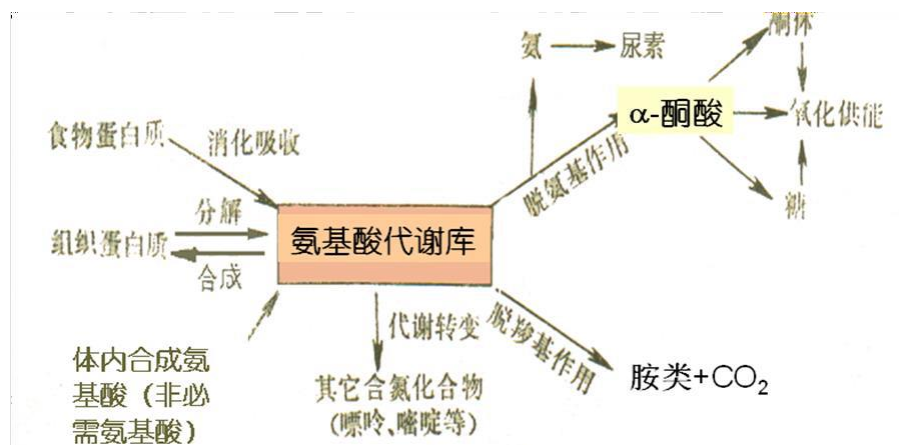 酮体
氨
尿素
α-酮酸
氧化供能
食物蛋白质
消化吸收
脱氨基作用
糖
分解
组织蛋白质
氨基酸代谢库
合成
代谢转变
脱羧基作用
体内合成氨
基酸（非必
需氨基酸）
其它合氮化合物
(嘌呤、嘧啶等)
胺类+CO₂